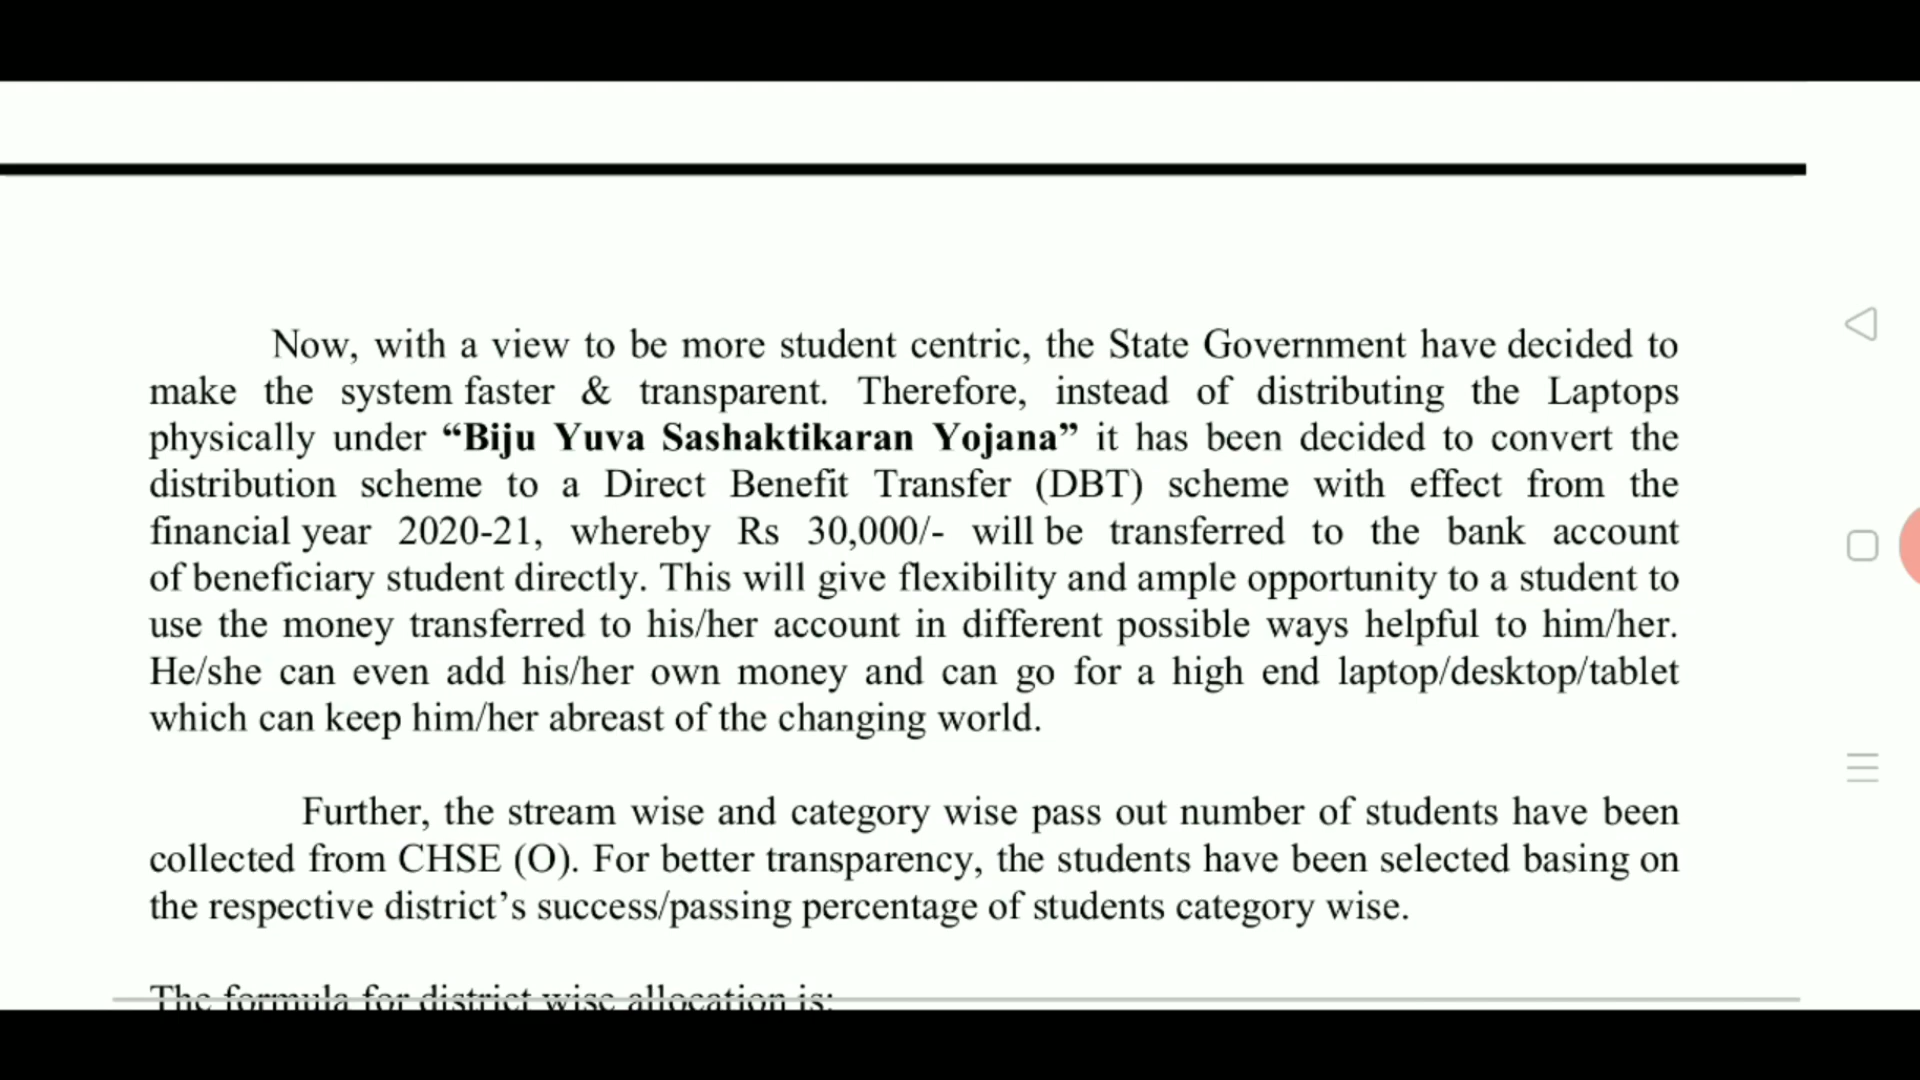 Now, with a view to be more student centric, the State Government have decided to
make the system faster & transparent. Therefore, instead of distributing the Laptops
physically under “Biju Yuva Sashaktikaran Yojana” it has been decided to convert the
distribution scheme to a Direct Benefit Transfer (DBT) scheme with effect from the
financial year 2020-21, whereby Rs 30,000/- will be transferred to the bank account
of beneficiary student directly. This will give flexibility and ample opportunity to a student to
use the money transferred to his/her account in different possible ways helpful to him/her.
He/she can even add his/her own money and can go for a high end laptop/desktop/tablet
which can keep him/her abreast of the changing world.
Further, the stream wise and category wise pass out number of students have been
collected from CHSE (O). For better transparency, the students have been selected basing on
the respective district’s success/passing percentage of students category wise.
The formula for district wise allocation is: